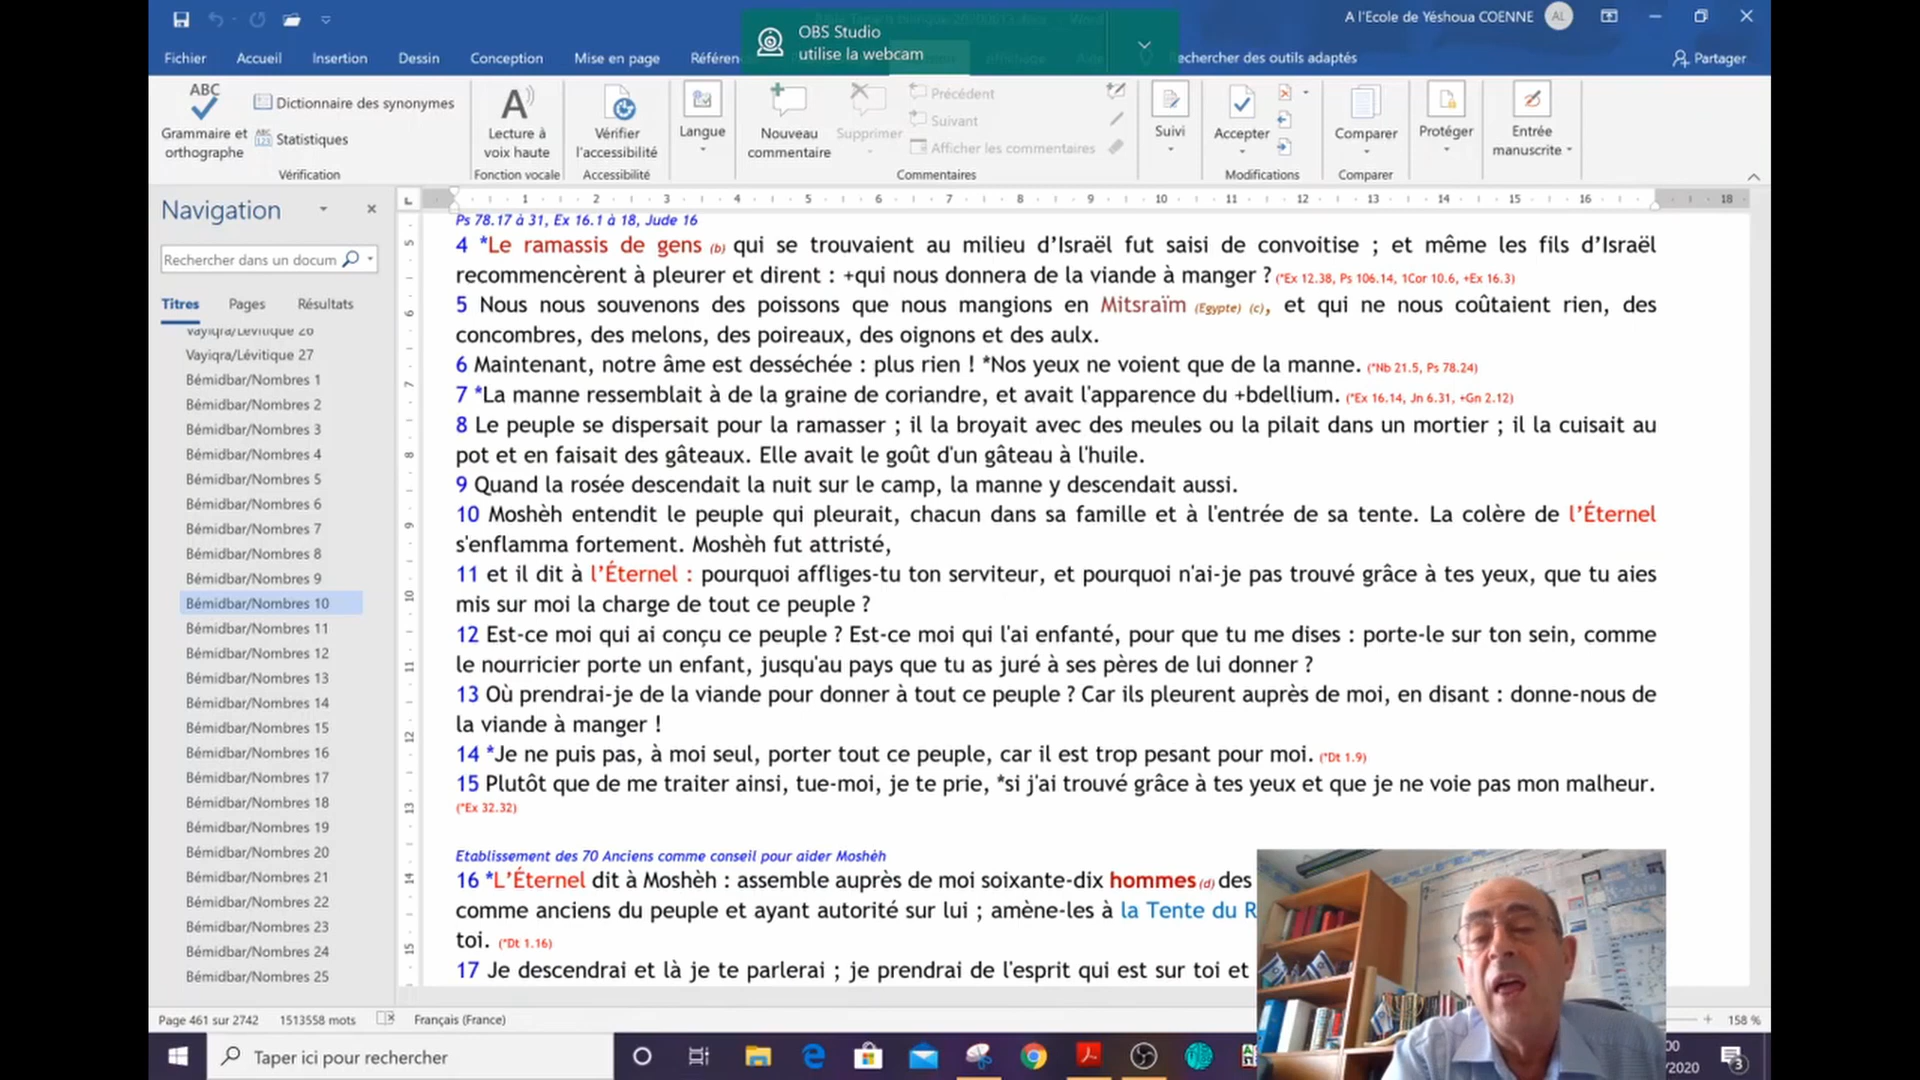 A l'Ecole de Yéshoua COENNE
AL
OBS Studio
utilise la webcam
Fichier
Accueil
Insertion
Dessin
Conception
Mise en page
Référen
Rechercher des outils adaptés
Partager
ABC
Grammaire et
orthographe
Dictionnaire des synonymes
Statistiques
Vérification
Lecture à
voix haute
Fonction vocale
Vérifier
l'accessibilité
Accessibilité
Langue
Nouveau
commentaire
Supprimer
Précédent
Suivant
Afficher les commentaires
Commentaires
Suivi
Accepter
Modifications
Comparer
Comparer
Protéger
Entrée
manuscrite
1 2 3 4 5 6 7 8 9 10 11 12 13 14 15 16 18
Navigation
Rechercher dans un docum
Titres
Pages
Résultats
Vayiqra/Lévitique 26
Vayiqra/Lévitique 27
Bémidbar/Nombres 1
Bémidbar/Nombres 2
Bémidbar/Nombres 3
Bémidbar/Nombres 4
Bémidbar/Nombres 5
Bémidbar/Nombres 6
Bémidbar/Nombres 7
Bémidbar/Nombres 8
Bémidbar/Nombres 9
Bémidbar/Nombres 10
Bémidbar/Nombres 11
Bémidbar/Nombres 12
Bémidbar/Nombres 13
Bémidbar/Nombres 14
Bémidbar/Nombres 15
Bémidbar/Nombres 16
Bémidbar/Nombres 17
Bémidbar/Nombres 18
Bémidbar/Nombres 19
Bémidbar/Nombres 20
Bémidbar/Nombres 21
Bémidbar/Nombres 22
Bémidbar/Nombres 23
Bémidbar/Nombres 24
Bémidbar/Nombres 25
Ps 78.17 à 31, Ex 16.1 à 18, Jude 16
4 *Le ramassis de gens (b) qui se trouvaient au milieu d’Israël fut saisi de convoitise ; et même les fils d’Israël
recommencèrent à pleurer et dirent : +qui nous donnera de la viande à manger ? (*Ex 12.38, Ps 106.14, 1Cor 10.6, +Ex 16.3)
5 Nous nous souvenons des poissons que nous mangions en Mitsraïm (Egypte) (c), et qui ne nous coûtaient rien, des
concombres, des melons, des poireaux, des oignons et des aulx.
6 Maintenant, notre âme est desséchée : plus rien ! *Nos yeux ne voient que de la manne. (*Nb 21.5, Ps 78.24)
7 *La manne ressemblait à de la graine de coriandre, et avait l'apparence du +bdellium. (*Ex 16.14, Jn 6.31, +Gn 2.12)
8 Le peuple se dispersait pour la ramasser ; il la broyait avec des meules ou la pilait dans un mortier ; il la cuisait au
pot et en faisait des gâteaux. Elle avait le goût d'un gâteau à l'huile.
9 Quand la rosée descendait la nuit sur le camp, la manne y descendait aussi.
10 Moshèh entendit le peuple qui pleurait, chacun dans sa famille et à l'entrée de sa tente. La colère de l’Éternel
s'enflamma fortement. Moshèh fut attristé,
11 et il dit à l’Éternel : pourquoi affliges-tu ton serviteur, et pourquoi n'ai-je pas trouvé grâce à tes yeux, que tu aies
mis sur moi la charge de tout ce peuple ?
12 Est-ce moi qui ai conçu ce peuple ? Est-ce moi qui l'ai enfanté, pour que tu me dises : porte-le sur ton sein, comme
le nourricier porte un enfant, jusqu'au pays que tu as juré à ses pères de lui donner ?
13 Où prendrai-je de la viande pour donner à tout ce peuple ? Car ils pleurent auprès de moi, en disant : donne-nous de
la viande à manger !
14 *Je ne puis pas, à moi seul, porter tout ce peuple, car il est trop pesant pour moi. (*Dt 1.9)
15 Plutôt que de me traiter ainsi, tue-moi, je te prie, *si j'ai trouvé grâce à tes yeux et que je ne voie pas mon malheur.
(*Ex 32.32)
Etablissement des 70 Anciens comme conseil pour aider Moshèh
16 *L’Éternel dit à Moshèh : assemble auprès de moi soixante-dix hommes (d) des
comme anciens du peuple et ayant autorité sur lui ; amène-les à la Tente du R
toi. (*Dt 1.16)
17 Je descendrai et là je te parlerai ; je prendrai de l'esprit qui est sur toi et
Page 461 sur 2742
1513558 mots
Français (France)
158 %
Taper ici pour rechercher
00
/2020
3